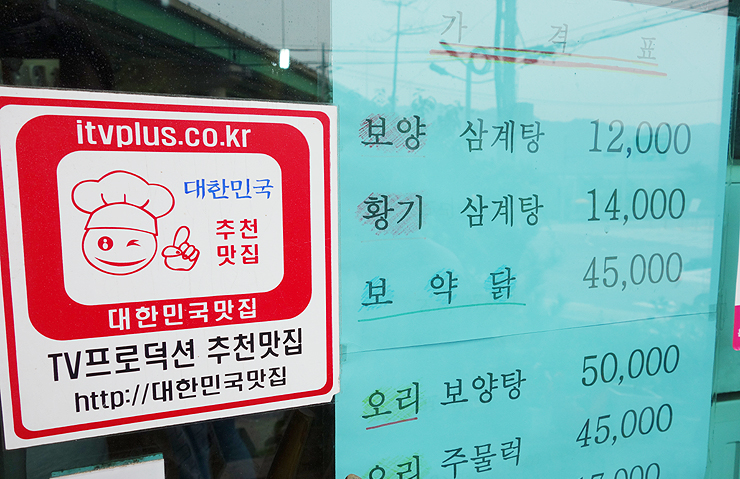 itvplus.co.kr
대한민국
추천
맛집
대한민국맛집
TV프로덕션 추천맛집
http://대한민국맛집
가 격 표
보양 삼계탕 12,000
황기 삼계탕 14,000
보 약 닭 45,000
오리 보양탕 50,000
오리 주물럭 45,000